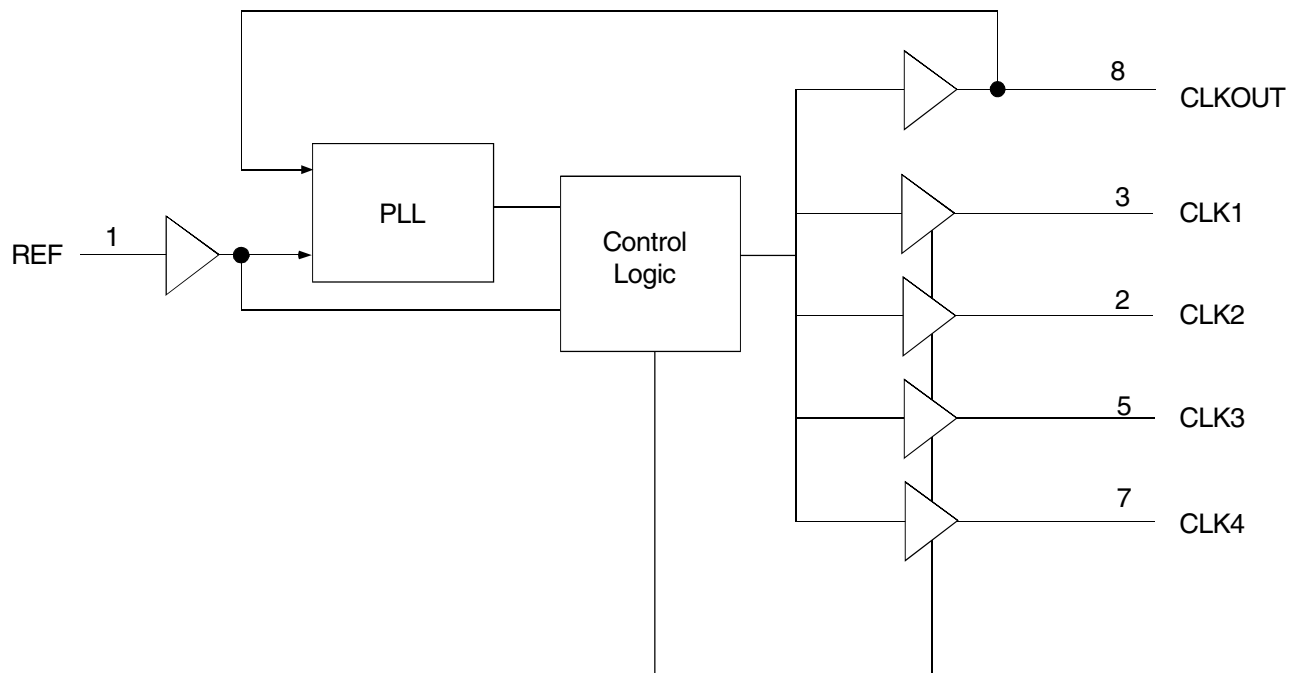 8
CLKOUT
PLL
3
CLK1
REF
1
Control
Logic
2
CLK2
5
CLK3
7
CLK4